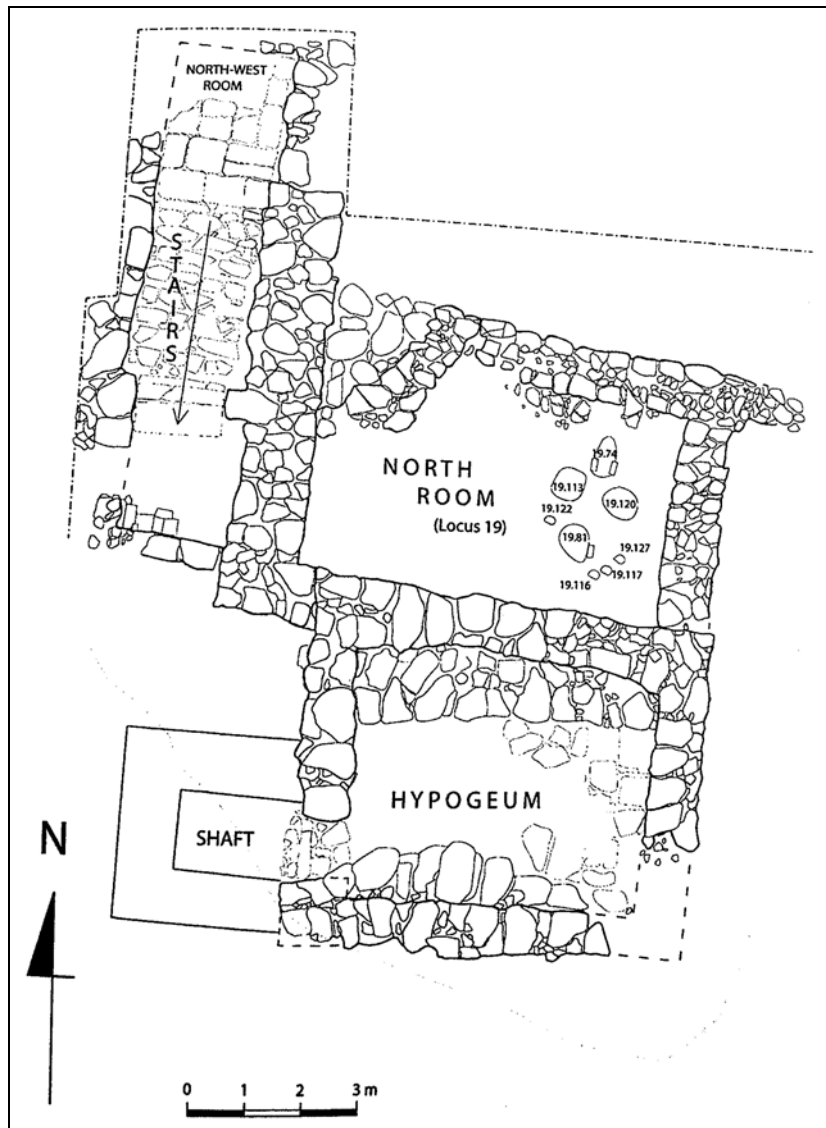 NORTH-WEST
ROOM
STAIRS
NORTH
ROOM
(Locus 19)
19.74
19.113
19.120
19.122
19.81
19.127
19.117
19.116
HYPOGEUM
SHAFT
N
0 1 2 3 m